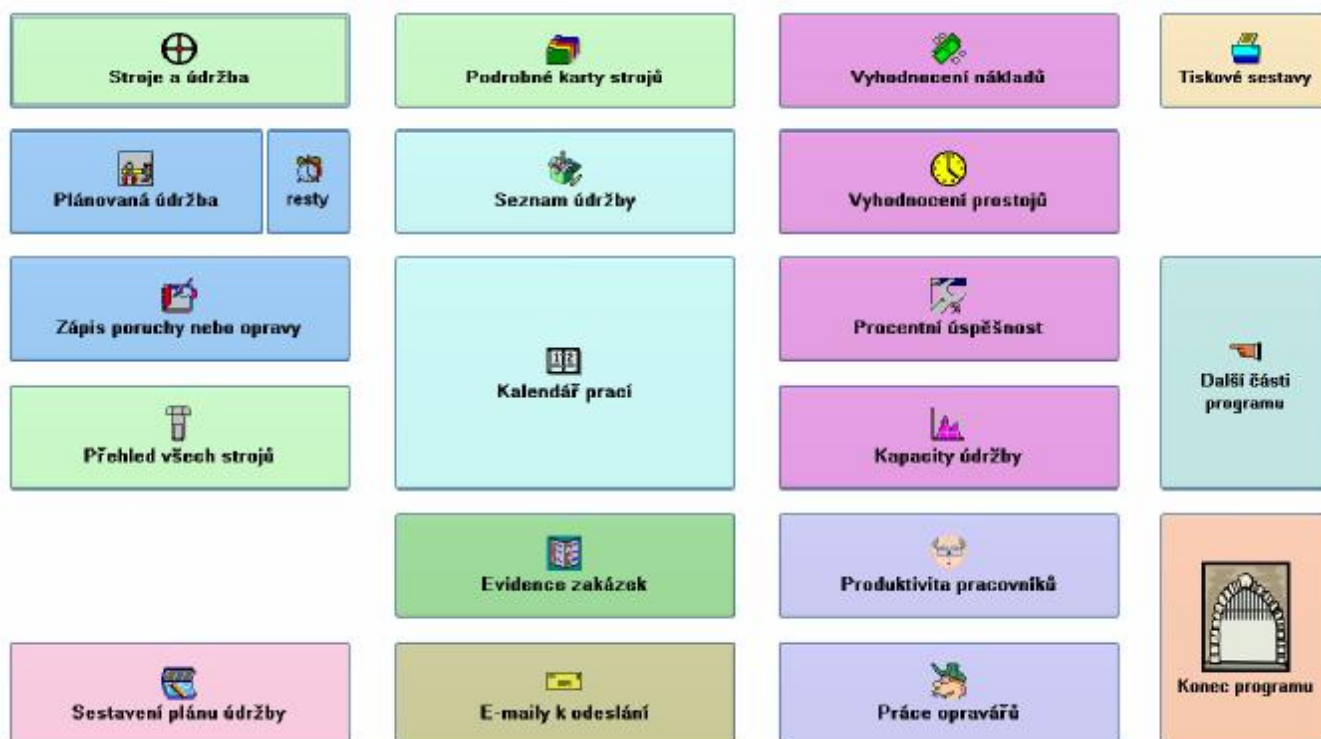 Stroje a údržba
Podrobné karty strojů
Vyhodnocení nákladů
Tiskové sestavy
Plánovaná údržba
resty
Seznam údržby
Vyhodnocení prostojů
Zápis poruchy nebo opravy
Kalendář prací
Procentní úspěšnost
Další části
programu
Přehled všech strojů
Kapacity údržby
Evidence zakázek
Produktivita pracovníků
Konec programu
Sestavení plánu údržby
E-maily k odeslání
Práce opravářů